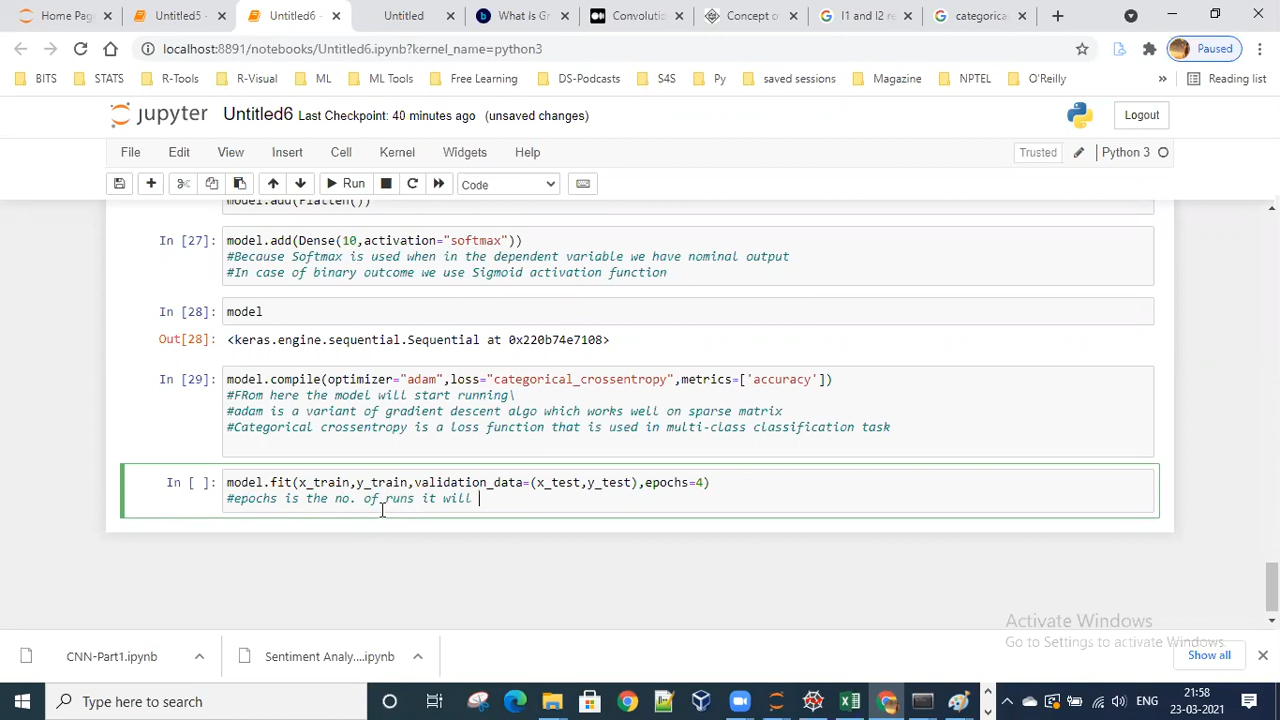 Home Page
Untitled5 -
Untitled6 -
Untitled
What is Gr
Convolutio
Concept o
l1 and l2 re
categorica
localhost:8891/notebooks/Untitled6.ipynb?kernel_name=python3
Paused
BITS
STATS
R-Tools
R-Visual
ML
ML Tools
Free Learning
DS-Podcasts
S4S
Py
saved sessions
Magazine
NPTEL
O'Reilly
»
Reading list
jupyter Untitled6 Last Checkpoint: 40 minutes ago (unsaved changes)
Logout
File Edit View Insert Cell Kernel Widgets Help
Trusted
Python 3
Run
Code
model.add(Flatten())
In [27]: model.add(Dense(10,activation="softmax"))
#Because Softmax is used when in the dependent variable we have nominal output
#In case of binary outcome we use Sigmoid activation function
In [28]: model
Out[28]: <keras.engine.sequential.Sequential at 0x220b74e7108>
In [29]: model.compile(optimizer="adam",loss="categorical_crossentropy",metrics=['accuracy'])
#FRom here the model will start running\
#adam is a variant of gradient descent algo which works well on sparse matrix
#Categorical crossentropy is a loss function that is used in multi-class classification task
In [ ]: model.fit(x_train,y_train,validation_data=(x_test,y_test),epochs=4)
#epochs is the no. of runs it will
Activate Windows
Go to Settings to activate Windows.
CNN-Part1.ipynb
Sentiment Analy....ipynb
Show all
Type here to search
ENG
21:58
23-03-2021